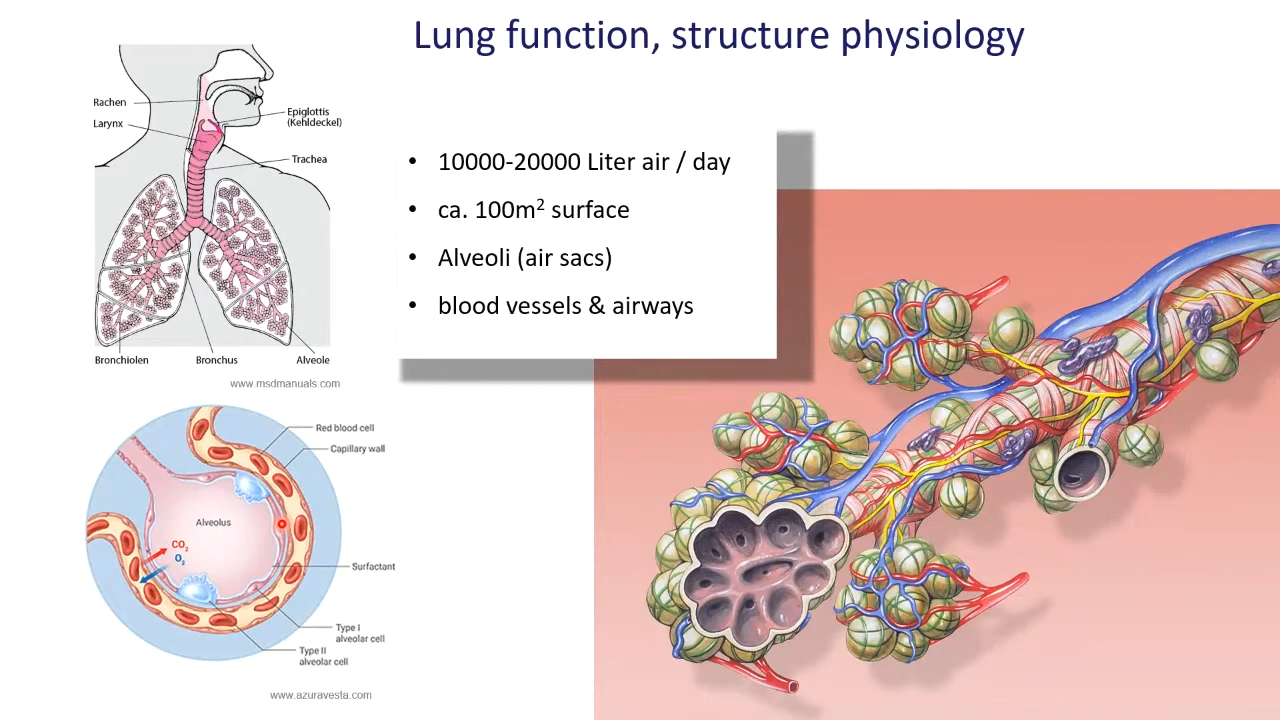 Lung function, structure physiology
Rachen
Larynx
Epiglottis
(Kehldeckel)
Trachea
Bronchiolen
Bronchus
Alveole
www.msdmanuals.com
• 10000-20000 Liter air / day
• ca. 100m² surface
• Alveoli (air sacs)
• blood vessels & airways
Red blood cell
Capillary wall
Alveolus
CO₂
O₂
Surfactant
Type I
alveolar cell
Type II
alveolar cell
www.azuravesta.com